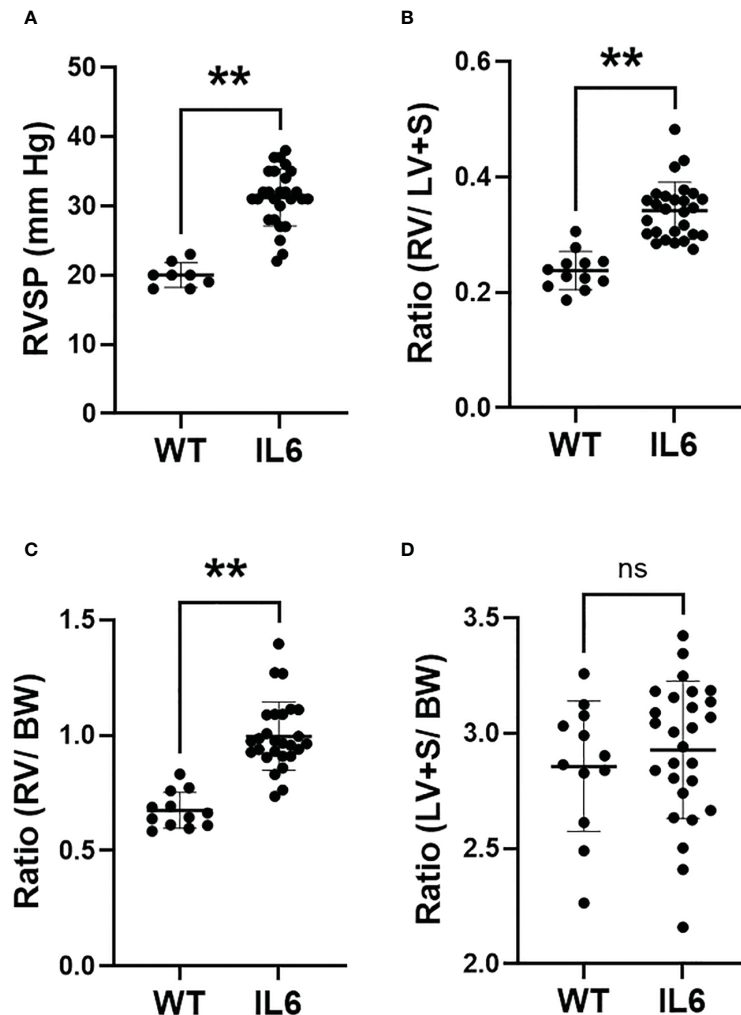 A
RVSP (mm Hg)
50
40
30
20
10
0
**
WT IL6
B
Ratio (RV/ LV+S)
0.6
0.4
0.2
0.0
**
WT IL6
C
Ratio (RV/ BW)
1.5
1.0
0.5
0.0
**
WT IL6
D
Ratio (LV+S/ BW)
3.5
3.0
2.5
2.0
ns
WT IL6